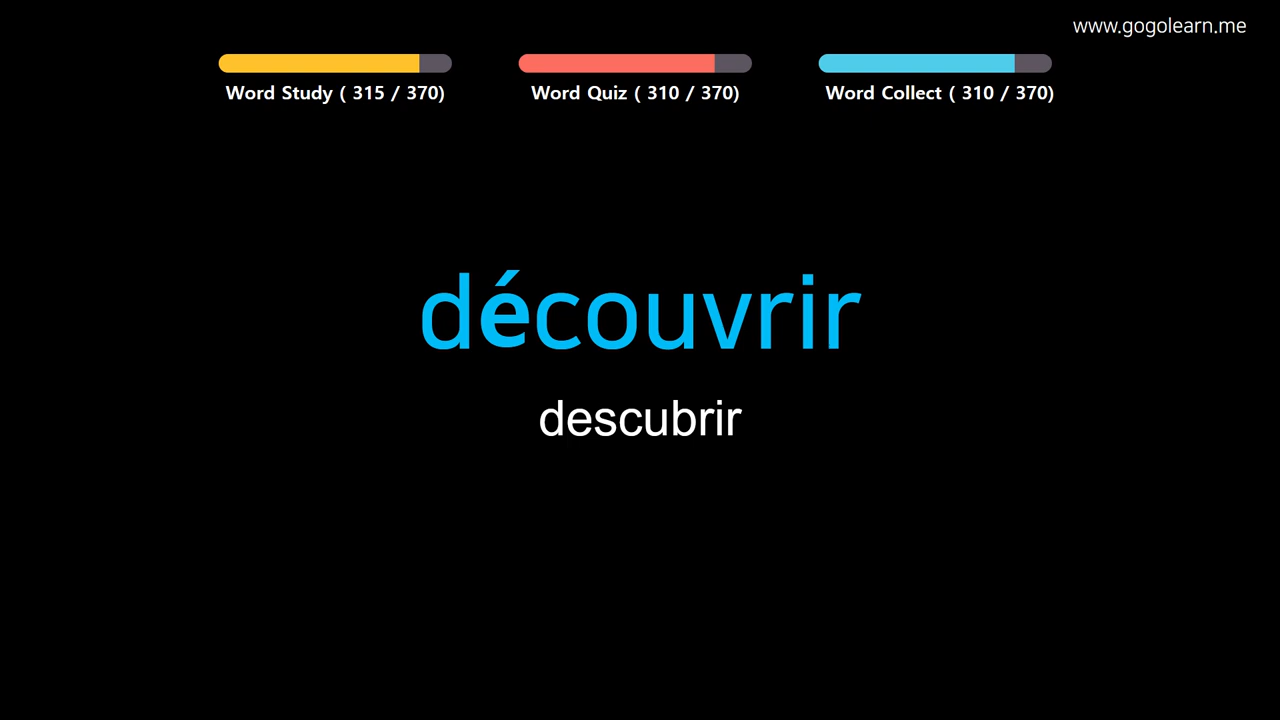 www.gogolearn.me
Word Study ( 315 / 370)
Word Quiz ( 310 / 370)
Word Collect ( 310 / 370)
découvrir
descubrir